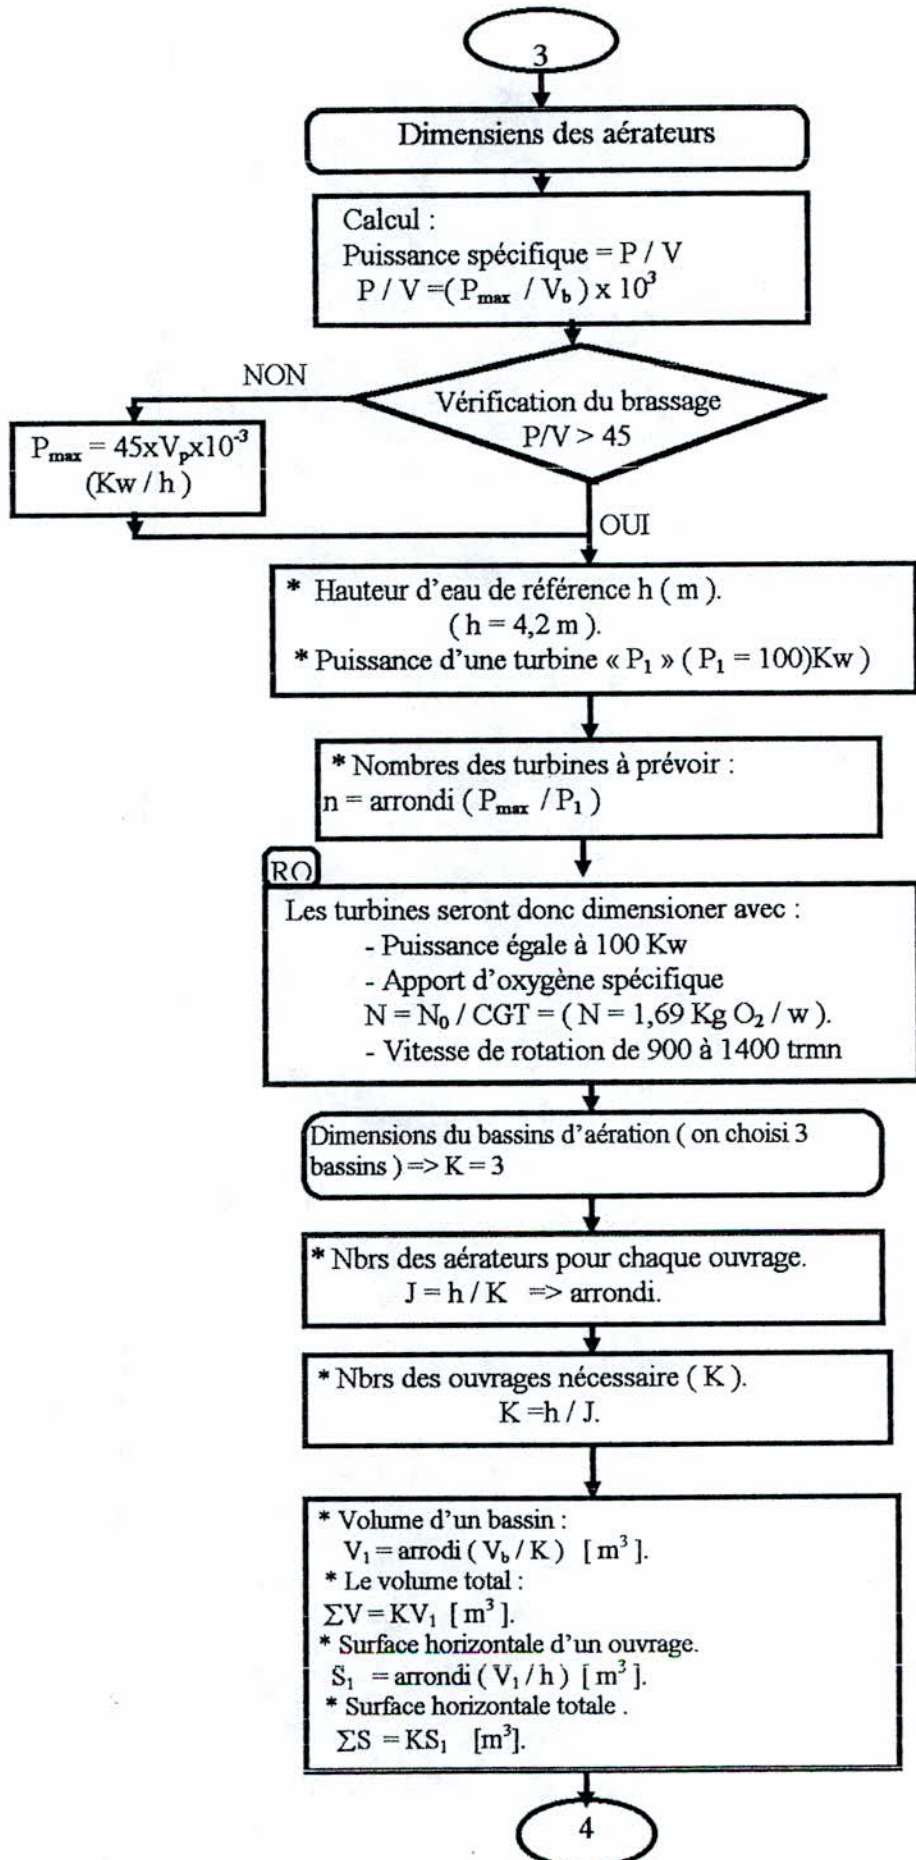 3
Dimensiens des aérateurs
Calcul :
Puissance spécifique = P / V
P / V =( Pmax / Vb ) x 10³
NON
Vérification du brassage
P/V > 45
Pmax = 45xVpx10⁻³
(Kw / h )
OUI
* Hauteur d'eau de référence h ( m ).
( h = 4,2 m ).
* Puissance d'une turbine « P₁ » ( P₁ = 100)Kw )
* Nombres des turbines à prévoir :
n = arrondi ( Pmax / P₁ )
RQ
Les turbines seront donc dimensioner avec :
- Puissance égale à 100 Kw
- Apport d'oxygène spécifique
N = N₀ / CGT = ( N = 1,69 Kg O₂ / w ).
- Vitesse de rotation de 900 à 1400 trmn
Dimensions du bassins d'aération ( on choisi 3
bassins ) => K = 3
* Nbrs des aérateurs pour chaque ouvrage.
J = h / K => arrondi.
* Nbrs des ouvrages nécessaire ( K ).
K =h / J.
* Volume d'un bassin :
V₁ = arrodi ( Vb / K ) [ m³ ].
* Le volume total :
ΣV = KV₁ [ m³ ].
* Surface horizontale d'un ouvrage.
S₁ = arrondi ( V₁ / h ) [ m³ ].
* Surface horizontale totale .
ΣS = KS₁ [m³].
4